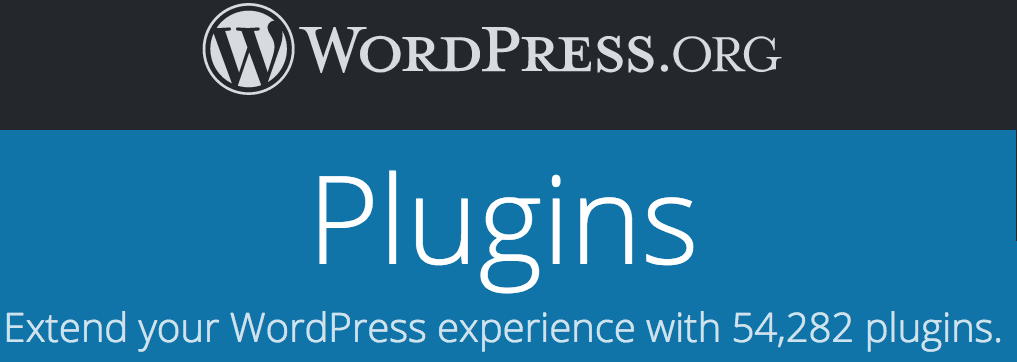 WORDPRESS.ORG
Plugins
Extend your WordPress experience with 54,282 plugins.